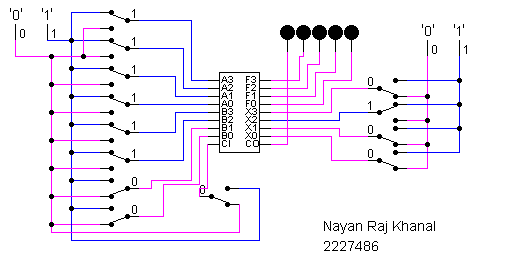 '0' '1' '0' '1'
0 1 0 1
1
1
1
1
1
1
0
0
A3 F3
A2 F2
A1 F1
A0 F0
B3 X3
B2 X2
B1 X1
B0 X0
CI CO
0
1
0
0
0
Nayan Raj Khanal
2227486